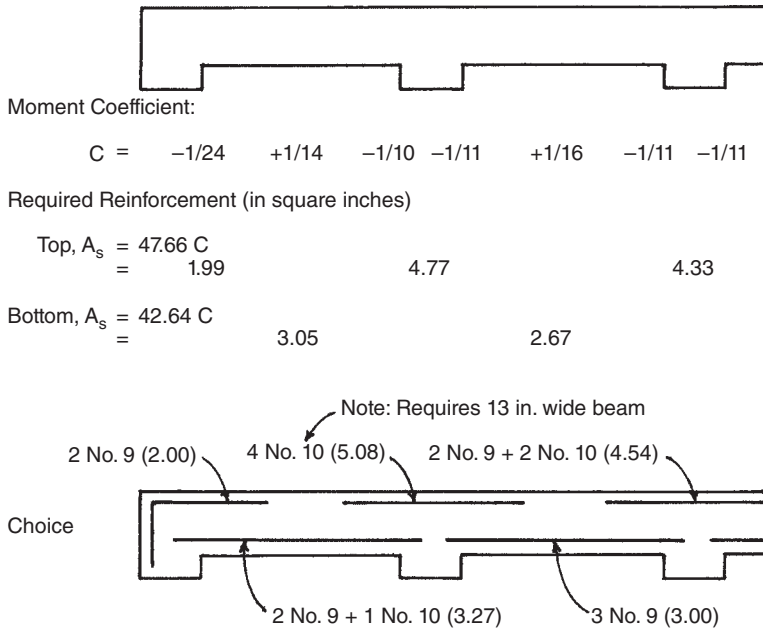 Moment Coefficient:
C = –1/24 +1/14 –1/10 –1/11 +1/16 –1/11 –1/11
Required Reinforcement (in square inches)
Top, As = 47.66 C
= 1.99 4.77 4.33
Bottom, As = 42.64 C
= 3.05 2.67
Note: Requires 13 in. wide beam
2 No. 9 (2.00) 4 No. 10 (5.08) 2 No. 9 + 2 No. 10 (4.54)
Choice
2 No. 9 + 1 No. 10 (3.27) 3 No. 9 (3.00)